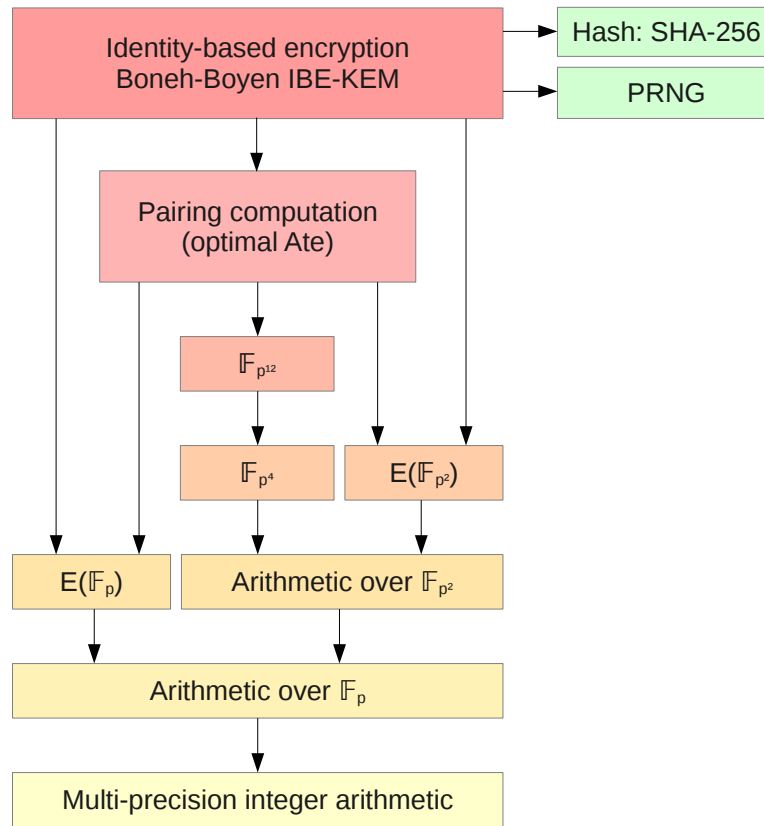 Identity-based encryption
Boneh-Boyen IBE-KEM
Hash: SHA-256
PRNG
Pairing computation
(optimal Ate)
𝔽p¹²
𝔽p⁴
E(𝔽p²)
E(𝔽p)
Arithmetic over 𝔽p²
Arithmetic over 𝔽p
Multi-precision integer arithmetic